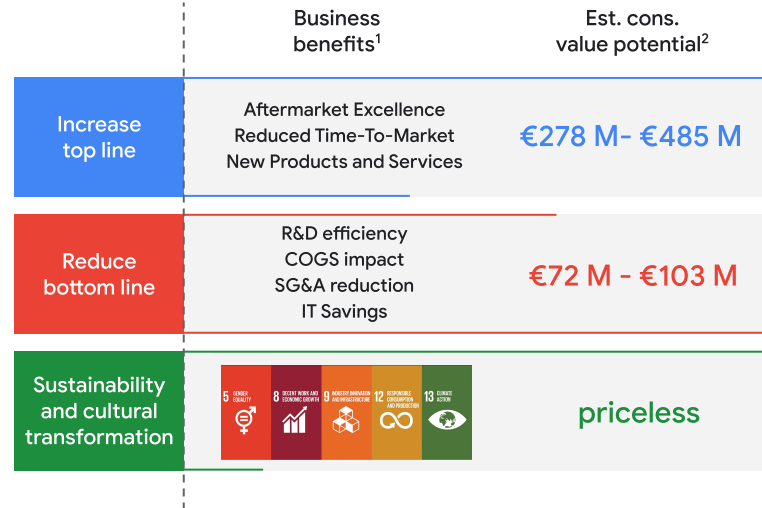 Business
benefits¹
Est. cons.
value potential²
Increase
top line
Aftermarket Excellence
Reduced Time-To-Market
New Products and Services
€278 M- €485 M
Reduce
bottom line
R&D efficiency
COGS impact
SG&A reduction
IT Savings
€72 M - €103 M
Sustainability
and cultural
transformation
5 GENDER
EQUALITY
8 DECENT WORK AND
ECONOMIC GROWTH
9 INDUSTRY, INNOVATION
AND INFRASTRUCTURE
12 RESPONSIBLE
CONSUMPTION
AND PRODUCTION
13 CLIMATE
ACTION
priceless